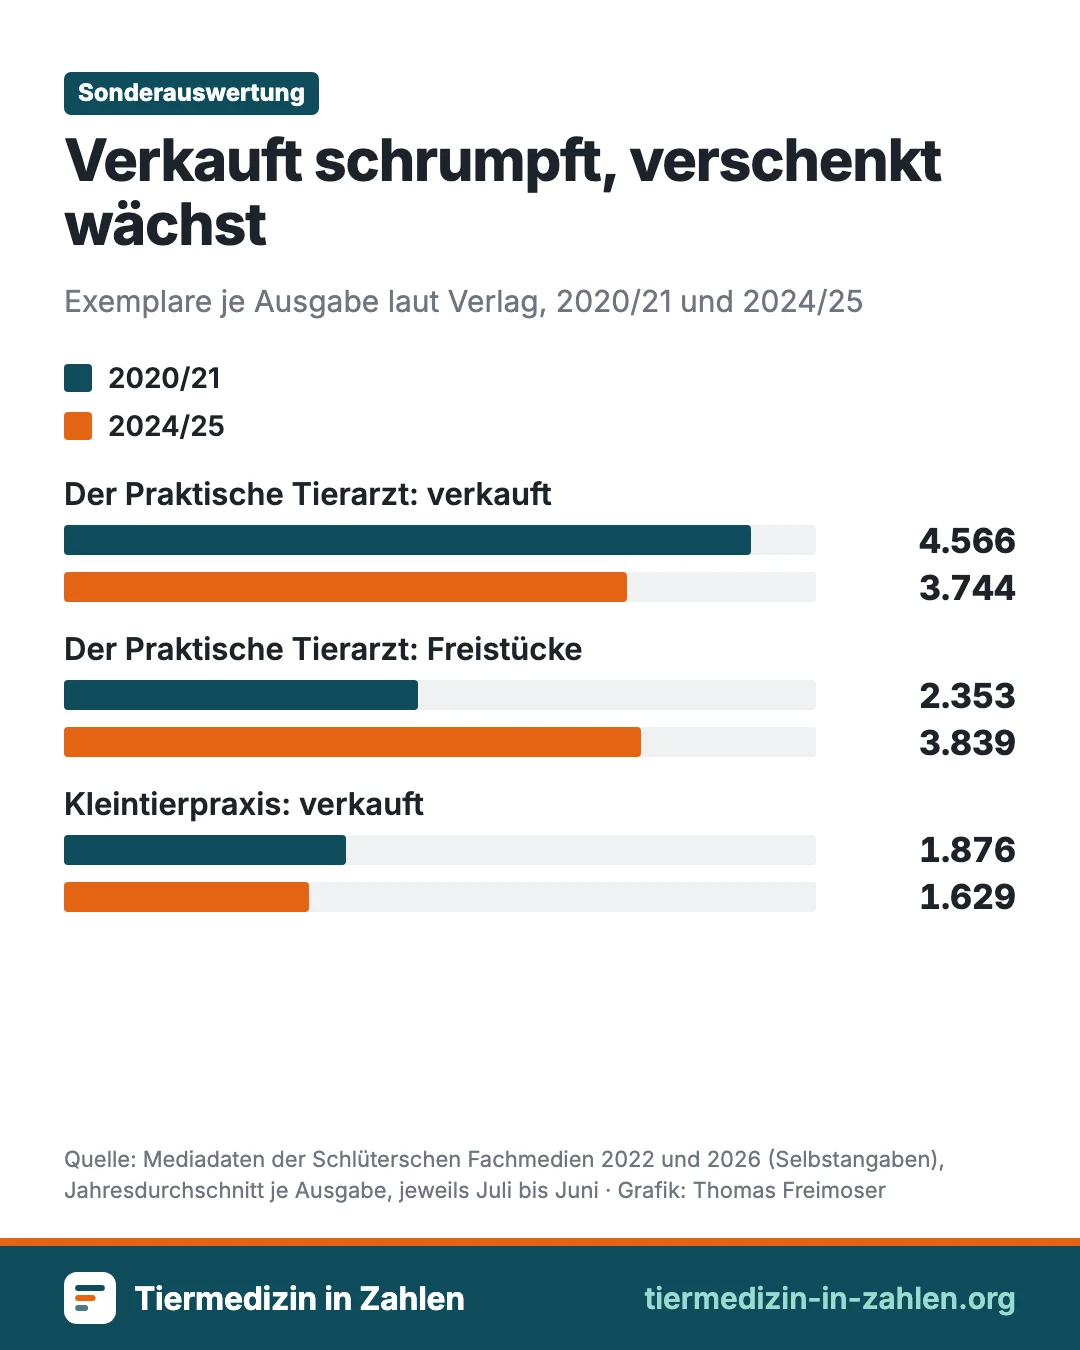 Sonderauswertung
Verkauft schrumpft, verschenkt
wächst
Exemplare je Ausgabe laut Verlag, 2020/21 und 2024/25
2020/21
2024/25
Der Praktische Tierarzt: verkauft
4.566
3.744
Der Praktische Tierarzt: Freistücke
2.353
3.839
Kleintierpraxis: verkauft
1.876
1.629
Quelle: Mediadaten der Schlüterschen Fachmedien 2022 und 2026 (Selbstangaben),
Jahresdurchschnitt je Ausgabe, jeweils Juli bis Juni · Grafik: Thomas Freimoser
Tiermedizin in Zahlen
tiermedizin-in-zahlen.org